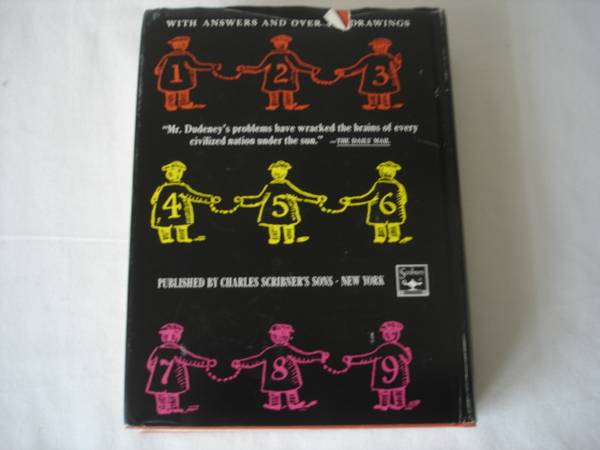 WITH ANSWERS AND OVER DRAWINGS
1 2 3
"Mr. Dudeney's problems have wracked the brains of every
civilized nation under the sun." —THE DAILY MAIL
4 5 6
PUBLISHED BY CHARLES SCRIBNER'S SONS - NEW YORK
Scribners
7 8 9